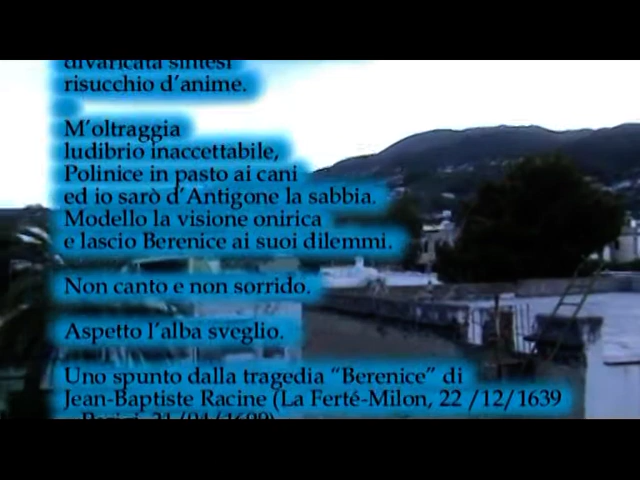 divaricata sintesi
risucchio d'anime.
M'oltraggia
ludibrio inaccettabile,
Polinice in pasto ai cani
ed io sarò d'Antigone la sabbia.
Modello la visione onirica
e lascio Berenice ai suoi dilemmi.
Non canto e non sorrido.
Aspetto l'alba sveglio.
Uno spunto dalla tragedia "Berenice" di
Jean-Baptiste Racine (La Ferté-Milon, 22 /12/1639